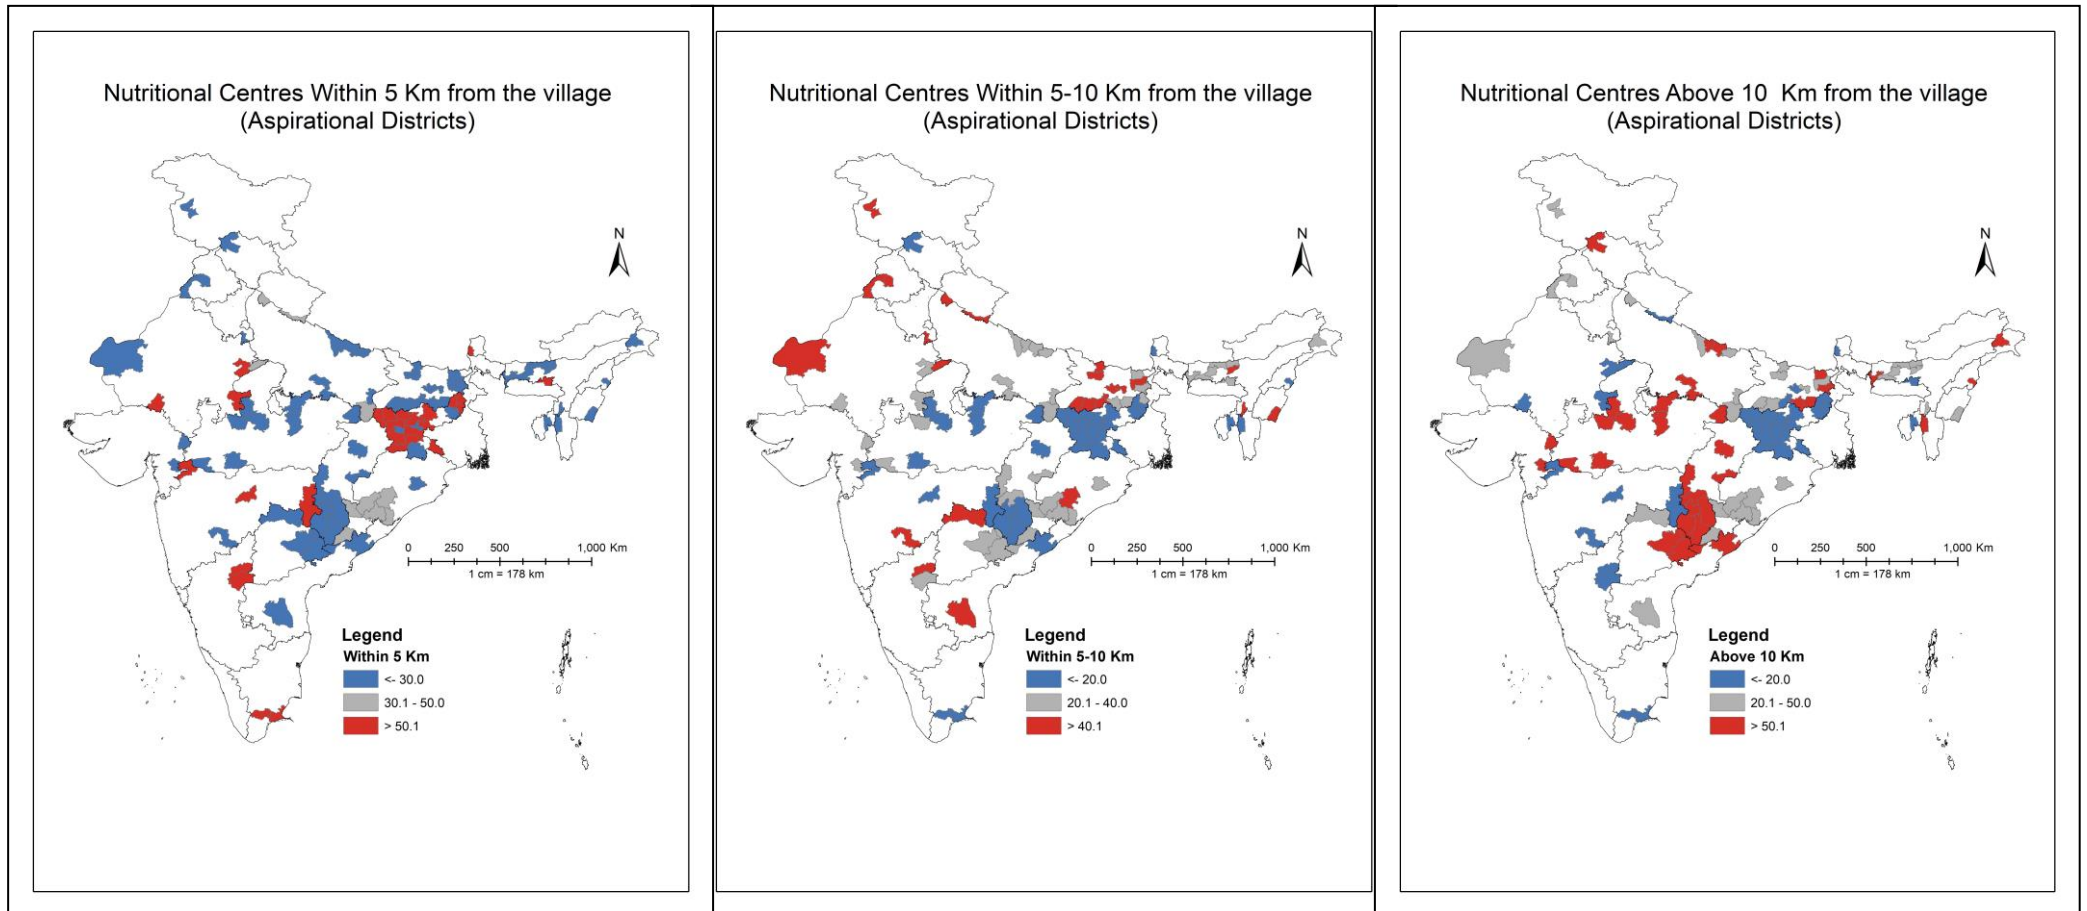 Nutritional Centres Within 5 Km from the village
(Aspirational Districts)
N
0 250 500 1,000 Km
1 cm = 178 km
Legend
Within 5 Km
<- 30.0
30.1 - 50.0
> 50.1
Nutritional Centres Within 5-10 Km from the village
(Aspirational Districts)
N
0 250 500 1,000 Km
1 cm = 178 km
Legend
Within 5-10 Km
<- 20.0
20.1 - 40.0
> 40.1
Nutritional Centres Above 10 Km from the village
(Aspirational Districts)
N
0 250 500 1,000 Km
1 cm = 178 km
Legend
Above 10 Km
<- 20.0
20.1 - 50.0
> 50.1